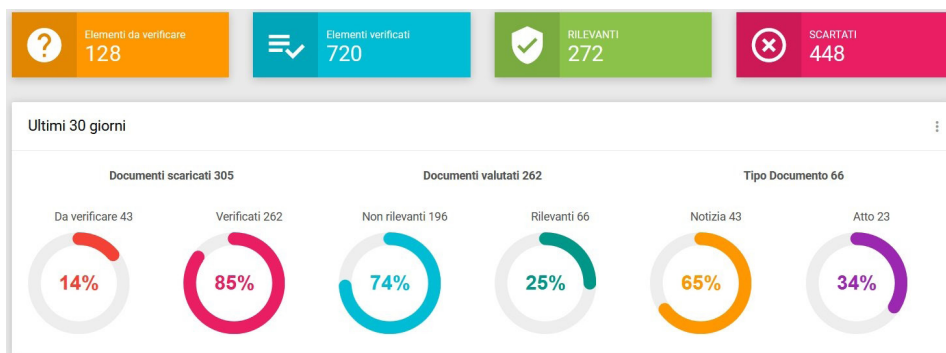 Elementi da verificare
128
Elementi verificati
720
RILEVANTI
272
SCARTATI
448
Ultimi 30 giorni
Documenti scaricati 305
Documenti valutati 262
Tipo Documento 66
Da verificare 43
Verificati 262
Non rilevanti 196
Rilevanti 66
Notizia 43
Atto 23
14%
85%
74%
25%
65%
34%